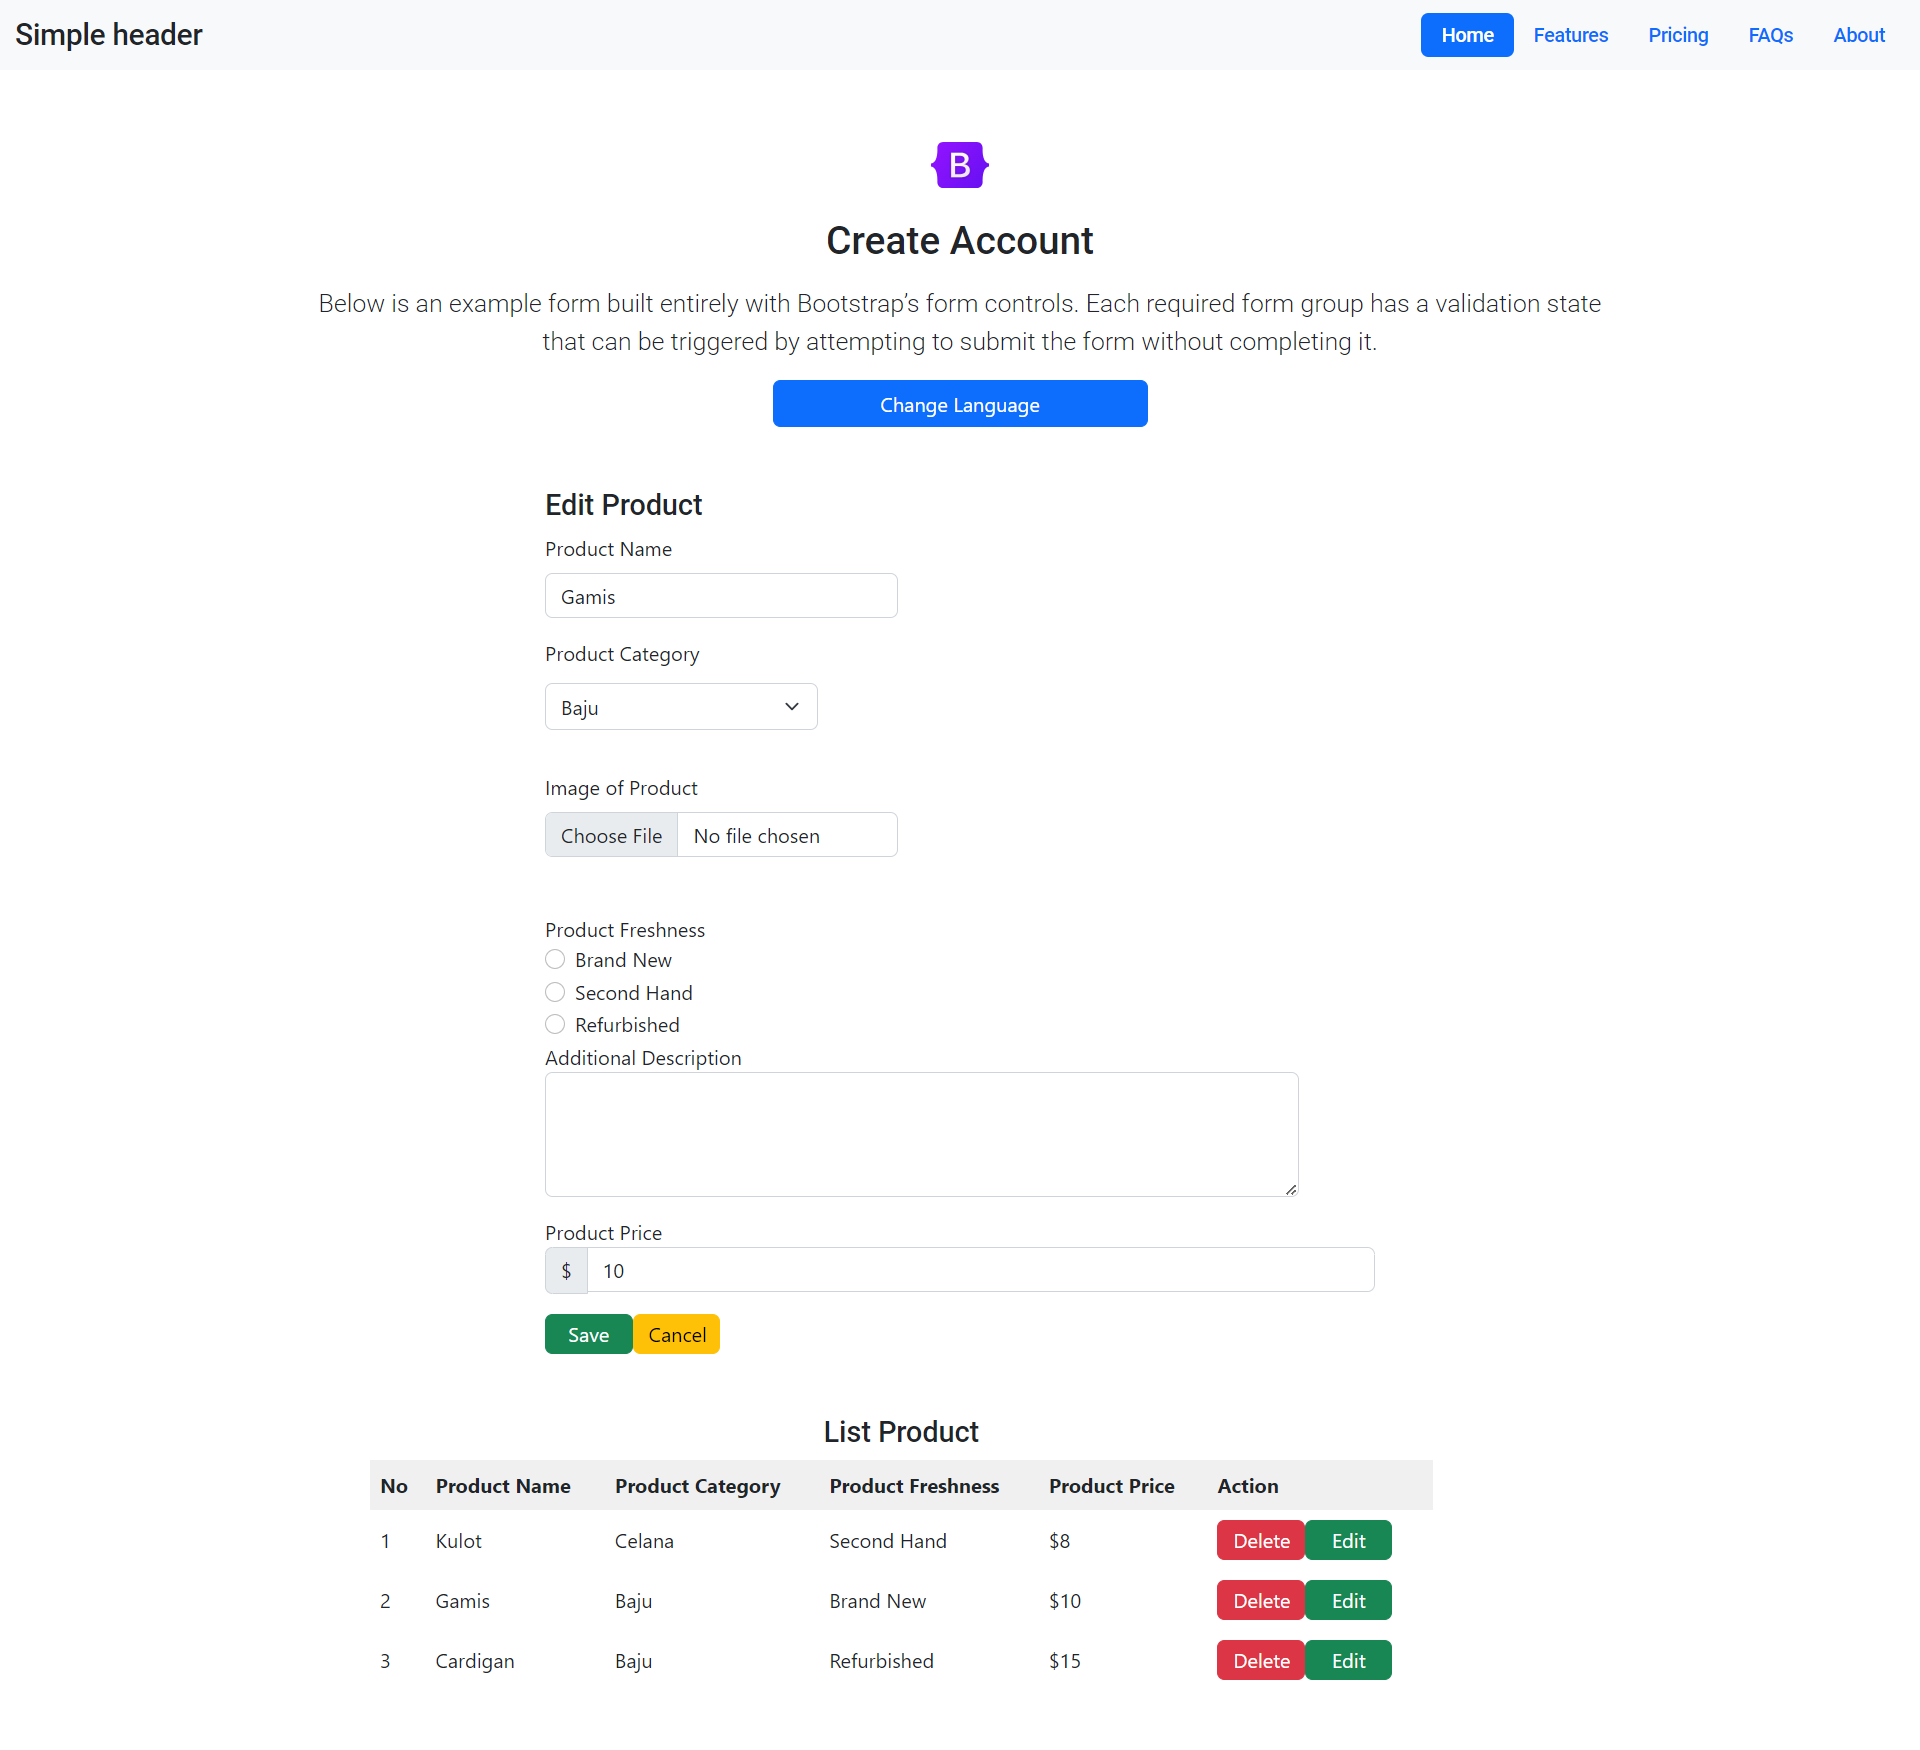 Simple header
Home Features Pricing FAQs About
B
Create Account
Below is an example form built entirely with Bootstrap’s form controls. Each required form group has a validation state
that can be triggered by attempting to submit the form without completing it.
Change Language
Edit Product
Product Name
Gamis
Product Category
Baju
Image of Product
Choose File No file chosen
Product Freshness
Brand New
Second Hand
Refurbished
Additional Description
Product Price
$ 10
Save Cancel
List Product
No Product Name Product Category Product Freshness Product Price Action
1 Kulot Celana Second Hand $8 Delete Edit
2 Gamis Baju Brand New $10 Delete Edit
3 Cardigan Baju Refurbished $15 Delete Edit